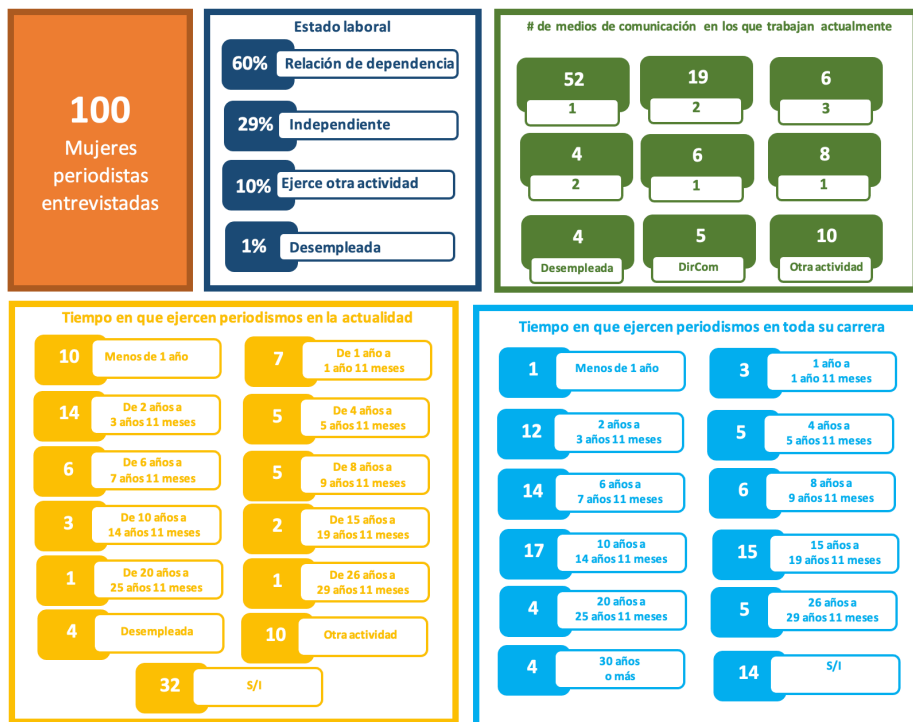 100
Mujeres
periodistas
entrevistadas
Estado laboral
60% Relación de dependencia
29% Independiente
10% Ejerce otra actividad
1% Desempleada
# de medios de comunicación en los que trabajan actualmente
52 19 6
1 2 3
4 6 8
2 1 1
4 5 10
Desempleada DirCom Otra actividad
Tiempo en que ejercen periodismos en la actualidad
10 Menos de 1 año
7 De 1 año a
1 año 11 meses
14 De 2 años a
3 años 11 meses
5 De 4 años a
5 años 11 meses
6 De 6 años a
7 años 11 meses
5 De 8 años a
9 años 11 meses
3 De 10 años a
14 años 11 meses
2 De 15 años a
19 años 11 meses
1 De 20 años a
25 años 11 meses
1 De 26 años a
29 años 11 meses
4 Desempleada
10 Otra actividad
32 S/I
Tiempo en que ejercen periodismos en toda su carrera
1 Menos de 1 año
3 1 año a
1 año 11 meses
12 2 años a
3 años 11 meses
5 4 años a
5 años 11 meses
14 6 años a
7 años 11 meses
6 8 años a
9 años 11 meses
17 10 años a
14 años 11 meses
15 15 años a
19 años 11 meses
4 20 años a
25 años 11 meses
5 26 años a
29 años 11 meses
4 30 años
o más
14 S/I